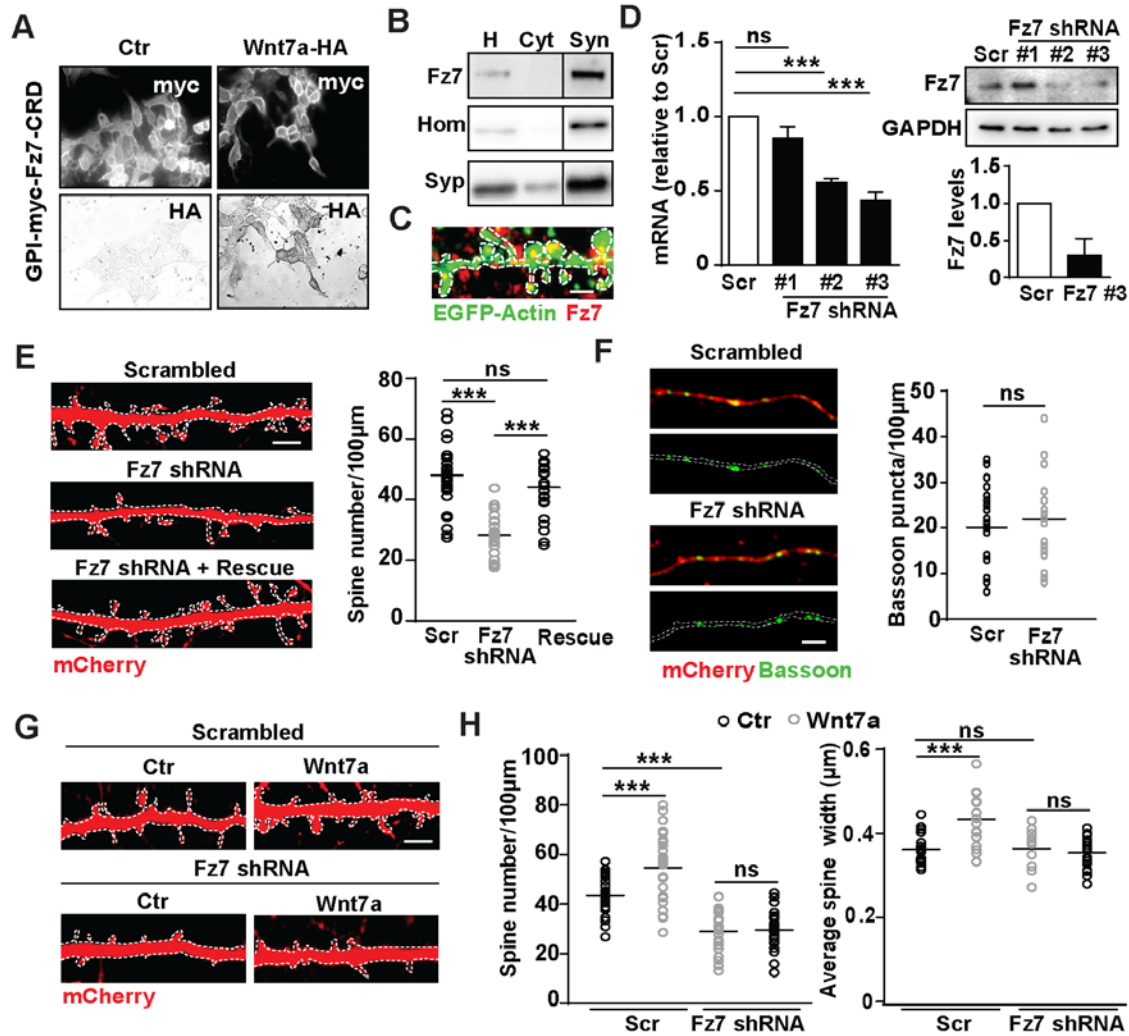 A
Ctr
Wnt7a-HA
GPI-myc-Fz7-CRD
myc
myc
HA
HA
B
H Cyt Syn
Fz7
Hom
Syp
C
EGFP-Actin Fz7
D
mRNA (relative to Scr)
1.5
1.0
0.5
0
ns
***
***
Scr #1 #2 #3
Fz7 shRNA
Fz7 shRNA
Scr #1 #2 #3
Fz7
GAPDH
Fz7 levels
1.5
1.0
0.5
0
Scr Fz7 #3
E
Scrambled
Fz7 shRNA
Fz7 shRNA + Rescue
mCherry
Spine number/100µm
80
60
40
20
0
ns
***
***
Scr Fz7 Rescue
shRNA
F
Scrambled
Fz7 shRNA
mCherry Bassoon
Bassoon puncta/100µm
50
40
30
20
10
0
ns
Scr Fz7
shRNA
G
Scrambled
Ctr Wnt7a
Fz7 shRNA
Ctr Wnt7a
mCherry
H
Ctr Wnt7a
Spine number/100µm
100
80
60
40
20
0
***
***
ns
Scr Fz7 shRNA
Average spine width (µm)
0.6
0.4
0.2
0
ns
***
ns
Scr Fz7 shRNA